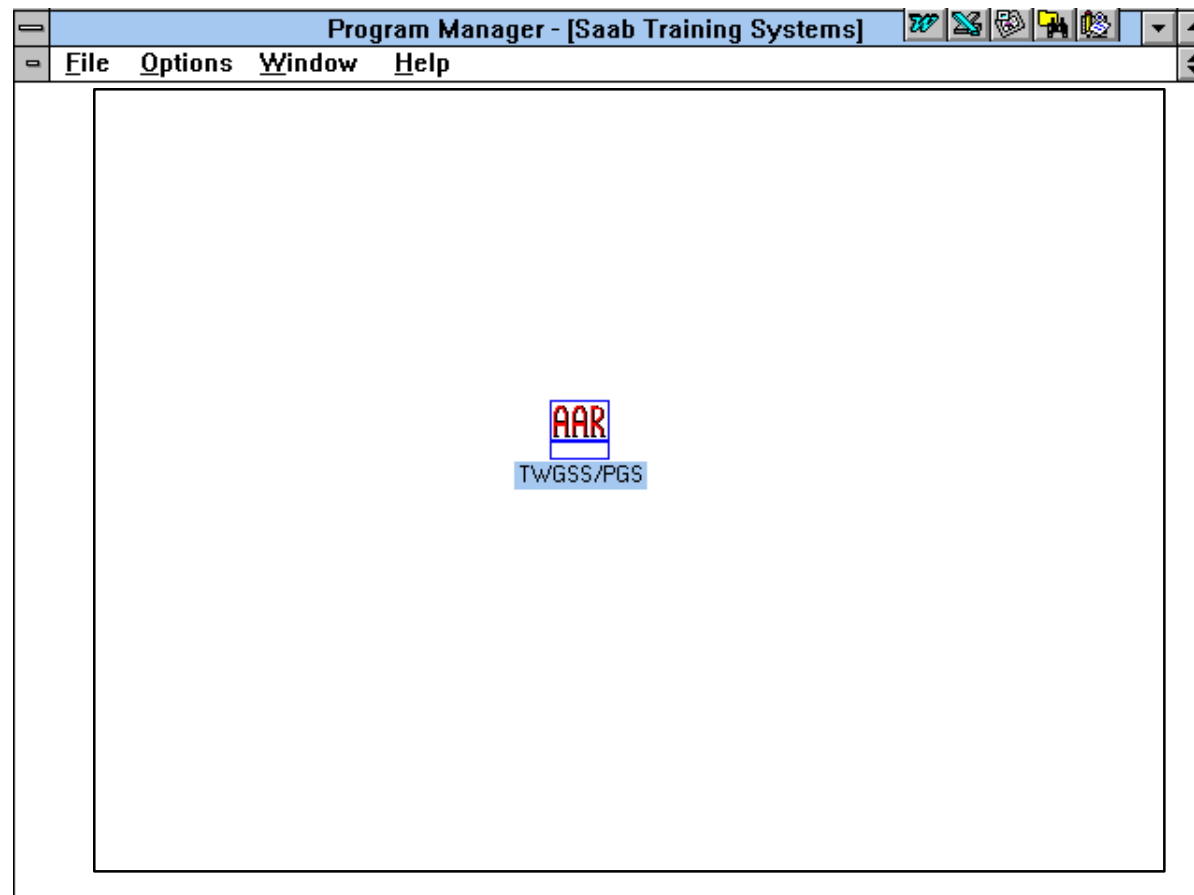 Program Manager - [Saab Training Systems]
File Options Window Help
AAR
TWGSS/PGS